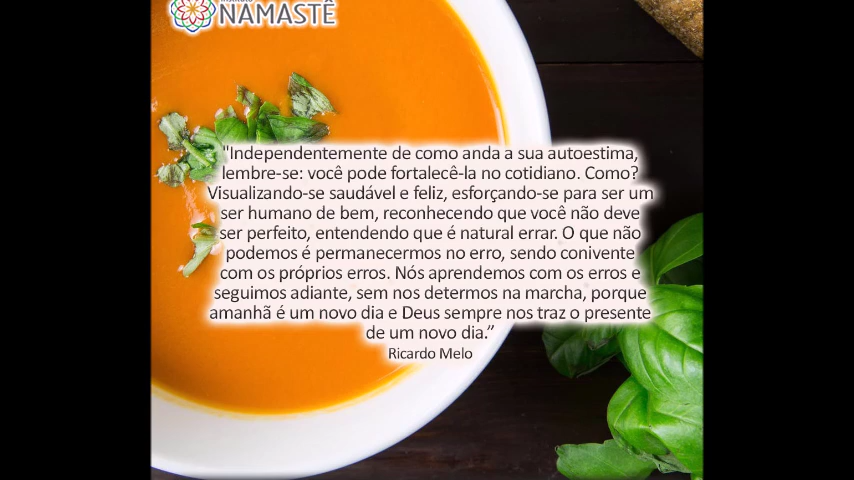 NAMASTÊ
"Independentemente de como anda a sua autoestima,
lembre-se: você pode fortalecê-la no cotidiano. Como?
Visualizando-se saudável e feliz, esforçando-se para ser um
ser humano de bem, reconhecendo que você não deve
ser perfeito, entendendo que é natural errar. O que não
podemos é permanecermos no erro, sendo conivente
com os próprios erros. Nós aprendemos com os erros e
seguimos adiante, sem nos determos na marcha, porque
amanhã é um novo dia e Deus sempre nos traz o presente
de um novo dia.”
Ricardo Melo